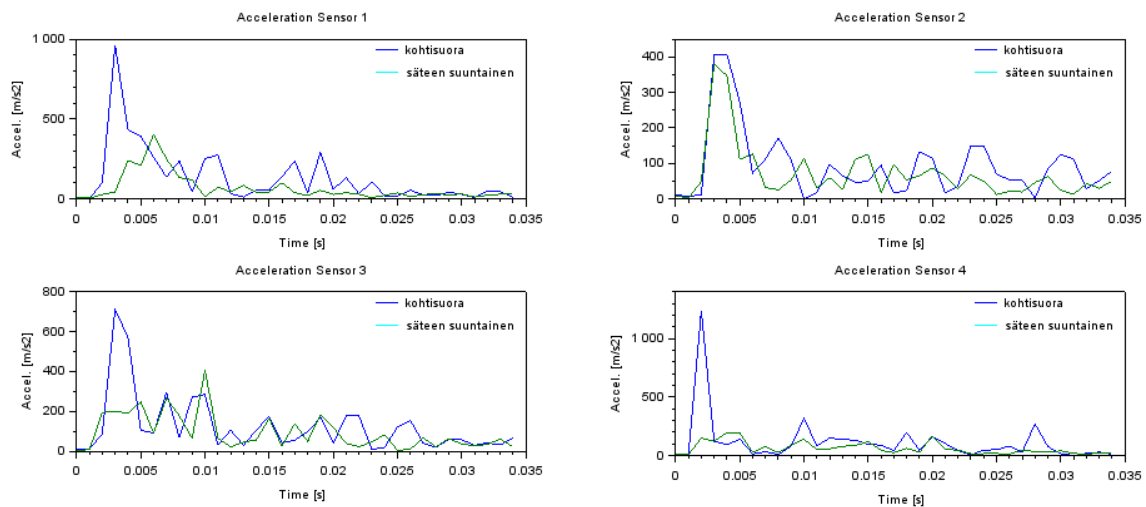 Acceleration Sensor 1
1 000
500
0
Accel. [m/s2]
kohtisuora
säteen suuntainen
0 0.005 0.01 0.015 0.02 0.025 0.03 0.035
Time [s]
Acceleration Sensor 2
400
300
200
100
0
Accel. [m/s2]
kohtisuora
säteen suuntainen
0 0.005 0.01 0.015 0.02 0.025 0.03 0.035
Time [s]
Acceleration Sensor 3
800
600
400
200
0
Accel. [m/s2]
kohtisuora
säteen suuntainen
0 0.005 0.01 0.015 0.02 0.025 0.03 0.035
Time [s]
Acceleration Sensor 4
1 000
500
0
Accel. [m/s2]
kohtisuora
säteen suuntainen
0 0.005 0.01 0.015 0.02 0.025 0.03 0.035
Time [s]